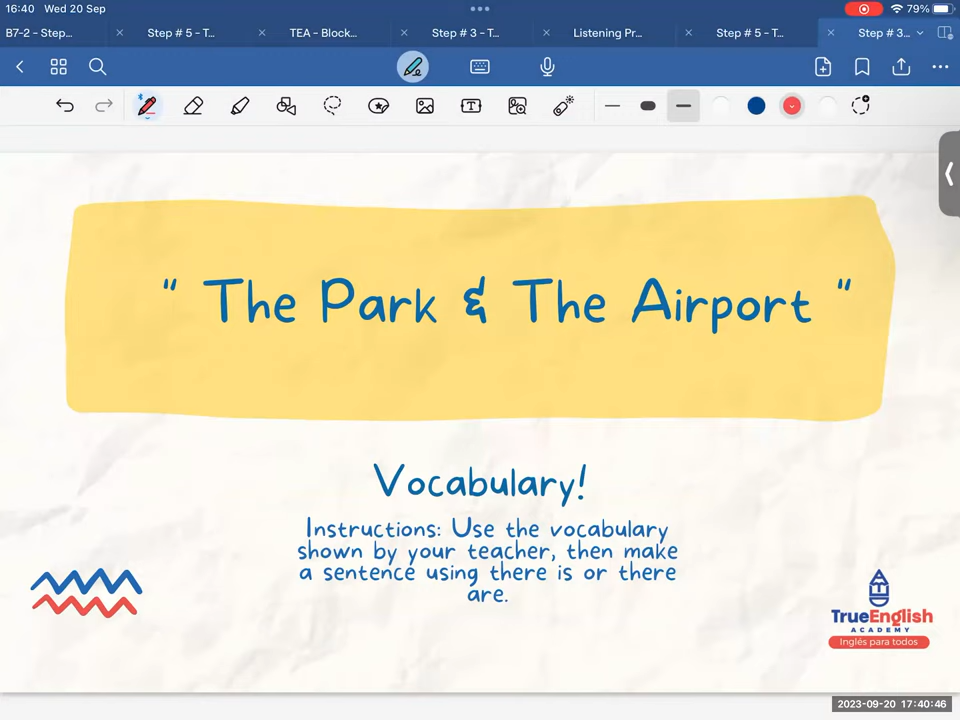 16:40 Wed 20 Sep
79%
B7-2 - Step...
Step # 5 - T...
TEA - Block...
Step # 3 - T...
Listening Pr...
Step # 5 - T...
Step # 3...
" The Park & The Airport "
Vocabulary!
Instructions: Use the vocabulary
shown by your teacher, then make
a sentence using there is or there
are.
TrueEnglish
ACADEMY
Inglés para todos
2023-09-20 17:40:46